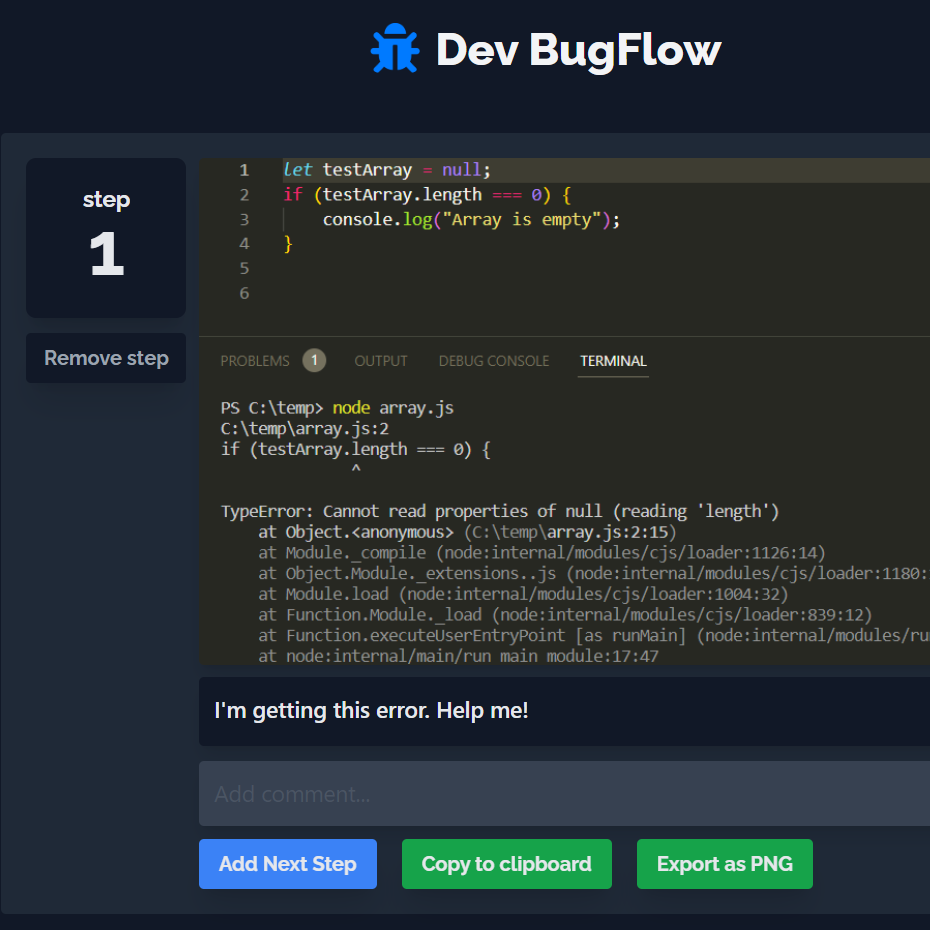 Dev BugFlow
step
1
Remove step
1 let testArray = null;
2 if (testArray.length === 0) {
3 console.log("Array is empty");
4 }
5
6
PROBLEMS 1 OUTPUT DEBUG CONSOLE TERMINAL
PS C:\temp> node array.js
C:\temp\array.js:2
if (testArray.length === 0) {
^
TypeError: Cannot read properties of null (reading 'length')
at Object.<anonymous> (C:\temp\array.js:2:15)
at Module._compile (node:internal/modules/cjs/loader:1126:14)
at Object.Module._extensions..js (node:internal/modules/cjs/loader:1180:
at Module.load (node:internal/modules/cjs/loader:1004:32)
at Function.Module._load (node:internal/modules/cjs/loader:839:12)
at Function.executeUserEntryPoint [as runMain] (node:internal/modules/ru
at node:internal/main/run_main_module:17:47
I'm getting this error. Help me!
Add comment...
Add Next Step Copy to clipboard Export as PNG